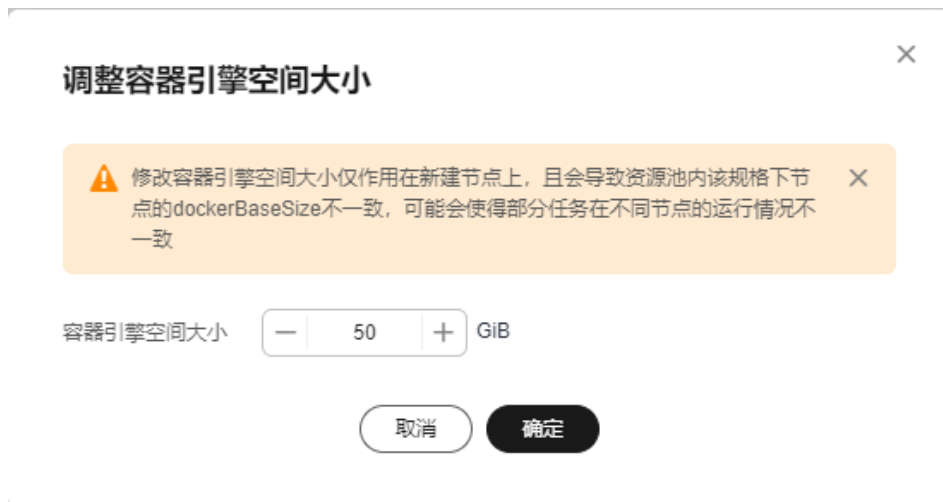 调整容器引擎空间大小
修改容器引擎空间大小仅作用在新建节点上，且会导致资源池内该规格下节
点的dockerBaseSize不一致，可能会使得部分任务在不同节点的运行情况不
一致
容器引擎空间大小 50 GiB
取消 确定